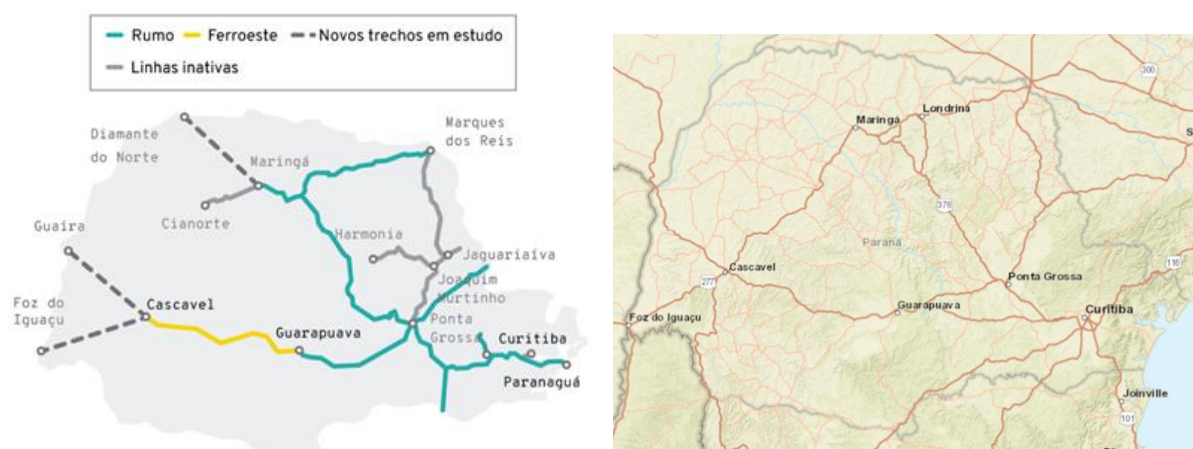 Rumo
Ferroeste
Novos trechos em estudo
Linhas inativas
Diamante
do Norte
Maringá
Marques
dos Reis
Cianorte
Guaíra
Harmonia
Jaguariaíva
Joaquim
Murtinho
Foz do
Iguaçu
Cascavel
Guarapuava
Ponta
Grossa
Curitiba
Paranaguá
300
Londrina
Maringá
376
Paraná
Cascavel
277
116
Ponta Grossa
Guarapuava
Foz do Iguaçu
Curitiba
Joinville
101